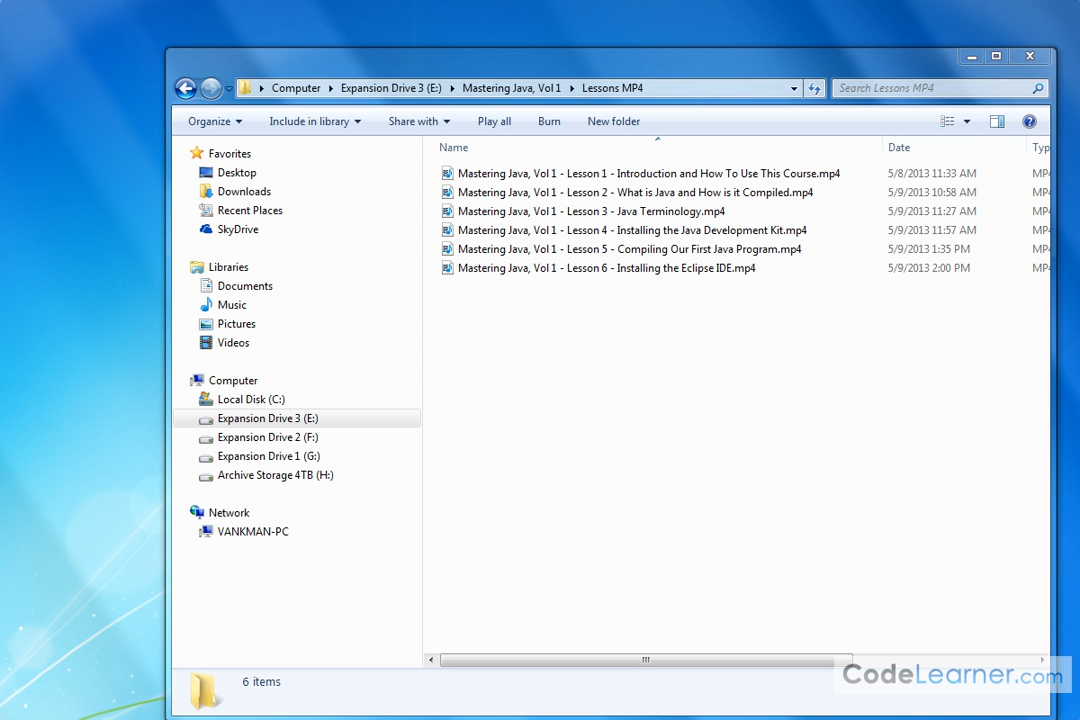 Computer Expansion Drive 3 (E:) Mastering Java, Vol 1 Lessons MP4
Search Lessons MP4
Organize Include in library Share with Play all Burn New folder
Favorites
Desktop
Downloads
Recent Places
SkyDrive
Libraries
Documents
Music
Pictures
Videos
Computer
Local Disk (C:)
Expansion Drive 3 (E:)
Expansion Drive 2 (F:)
Expansion Drive 1 (G:)
Archive Storage 4TB (H:)
Network
VANKMAN-PC
Name Date Typ
Mastering Java, Vol 1 - Lesson 1 - Introduction and How To Use This Course.mp4 5/8/2013 11:33 AM MP4
Mastering Java, Vol 1 - Lesson 2 - What is Java and How is it Compiled.mp4 5/9/2013 10:58 AM MP4
Mastering Java, Vol 1 - Lesson 3 - Java Terminology.mp4 5/9/2013 11:27 AM MP4
Mastering Java, Vol 1 - Lesson 4 - Installing the Java Development Kit.mp4 5/9/2013 11:57 AM MP4
Mastering Java, Vol 1 - Lesson 5 - Compiling Our First Java Program.mp4 5/9/2013 1:35 PM MP4
Mastering Java, Vol 1 - Lesson 6 - Installing the Eclipse IDE.mp4 5/9/2013 2:00 PM MP4
6 items
CodeLearner.com